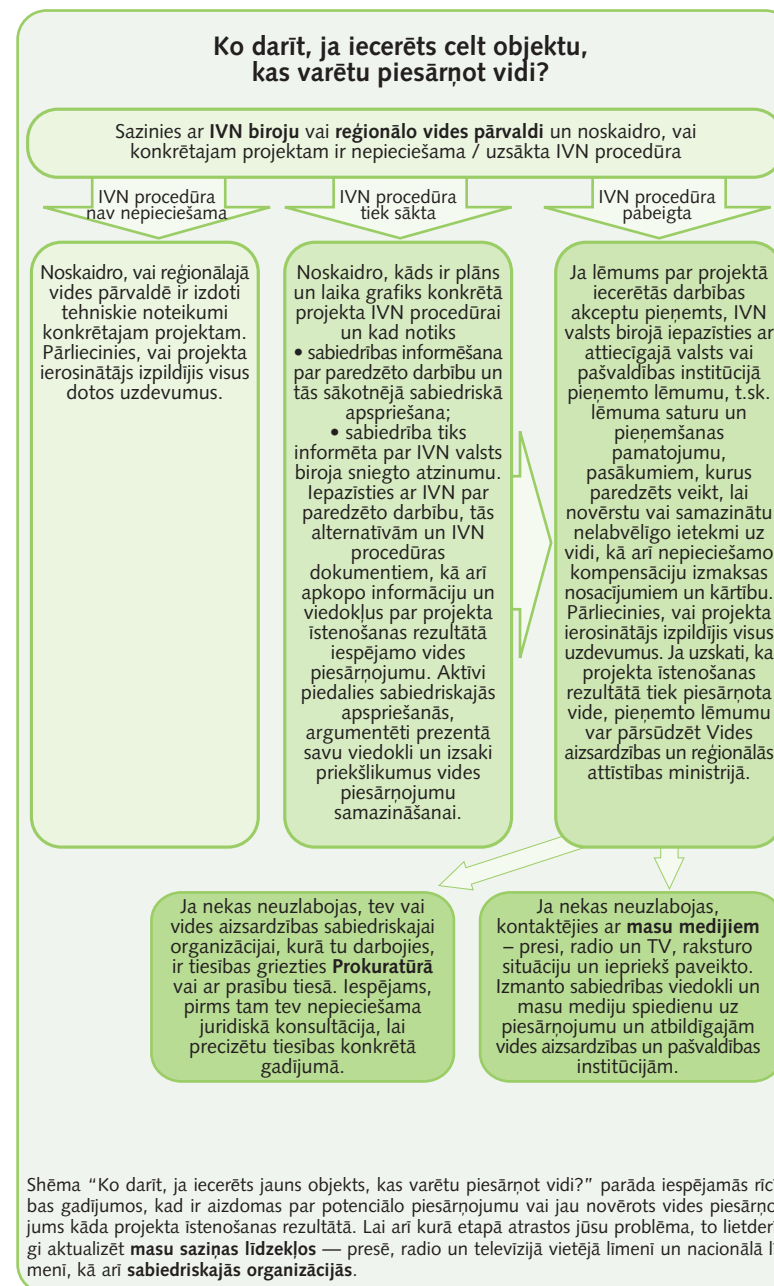 Ko darīt, ja iecerēts celt objektu,
kas varētu piesārņot vidi?
Sazinies ar IVN biroju vai reģionālo vides pārvaldi un noskaidro, vai
konkrētajam projektam ir nepieciešama / uzsākta IVN procedūra
IVN procedūra
nav nepieciešama
IVN procedūra
tiek sākta
IVN procedūra
pabeigta
Noskaidro, vai reģionālajā
vides pārvaldē ir izdoti
tehniskie noteikumi
konkrētajam projektam.
Pārliecinies, vai projekta
ierosinātājs izpildījis visus
dotos uzdevumus.
Noskaidro, kāds ir plāns
un laika grafiks konkrētā
projekta IVN procedūrai
un kad notiks
• sabiedrības informēšana
par paredzēto darbību un
tās sākotnējā sabiedriskā
apspriešana;
• sabiedrība tiks
informēta par IVN valsts
biroja sniegto atzinumu.
Iepazīsties ar IVN par
paredzēto darbību, tās
alternatīvām un IVN
procedūras
dokumentiem, kā arī
apkopo informāciju un
viedokļus par projekta
īstenošanas rezultātā
iespējamo vides
piesārņojumu. Aktīvi
piedalies sabiedriskajās
apspriešanās,
argumentēti prezentā
savu viedokli un izsaki
priekšlikumus vides
piesārņojumu
samazināšanai.
Ja lēmums par projektā
iecerētās darbības
akceptu pieņemts, IVN
valsts birojā iepazīsties ar
attiecīgajā valsts vai
pašvaldības institūcijā
pieņemto lēmumu, t.sk.
lēmuma saturu un
pieņemšanas
pamatojumu,
pasākumiem, kurus
paredzēts veikt, lai
novērstu vai samazinātu
nelabvēlīgo ietekmi uz
vidi, kā arī nepieciešamo
kompensāciju izmaksas
nosacījumiem un kārtību.
Pārliecinies, vai projekta
ierosinātājs izpildījis visus
uzdevumus. Ja uzskati, ka
projekta īstenošanas
rezultātā tiek piesārņota
vide, pieņemto lēmumu
var pārsūdzēt Vides
aizsardzības un reģionālās
attīstības ministrijā.
Ja nekas neuzlabojas, tev vai
vides aizsardzības sabiedriskajai
organizācijai, kurā tu darbojies,
ir tiesības griezties Prokuratūrā
vai ar prasību tiesā. Iespējams,
pirms tam tev nepieciešama
juridiskā konsultācija, lai
precizētu tiesības konkrētā
gadījumā.
Ja nekas neuzlabojas,
kontaktējies ar masu medijiem
– presi, radio un TV, raksturo
situāciju un iepriekš paveikto.
Izmanto sabiedrības viedokli un
masu mediju spiedienu uz
piesārņojumu un atbildīgajām
vides aizsardzības un pašvaldības
institūcijām.
Shēma “Ko darīt, ja iecerēts jauns objekts, kas varētu piesārņot vidi?” parāda iespējamās rīcī
bas gadījumos, kad ir aizdomas par potenciālo piesārņojumu vai jau novērots vides piesārņo
jums kāda projekta īstenošanas rezultātā. Lai arī kurā etapā atrastos jūsu problēma, to lietderī
gi aktualizēt masu saziņas līdzekļos — presē, radio un televīzijā vietējā līmenī un nacionālā lī
menī, kā arī sabiedriskajās organizācijās.